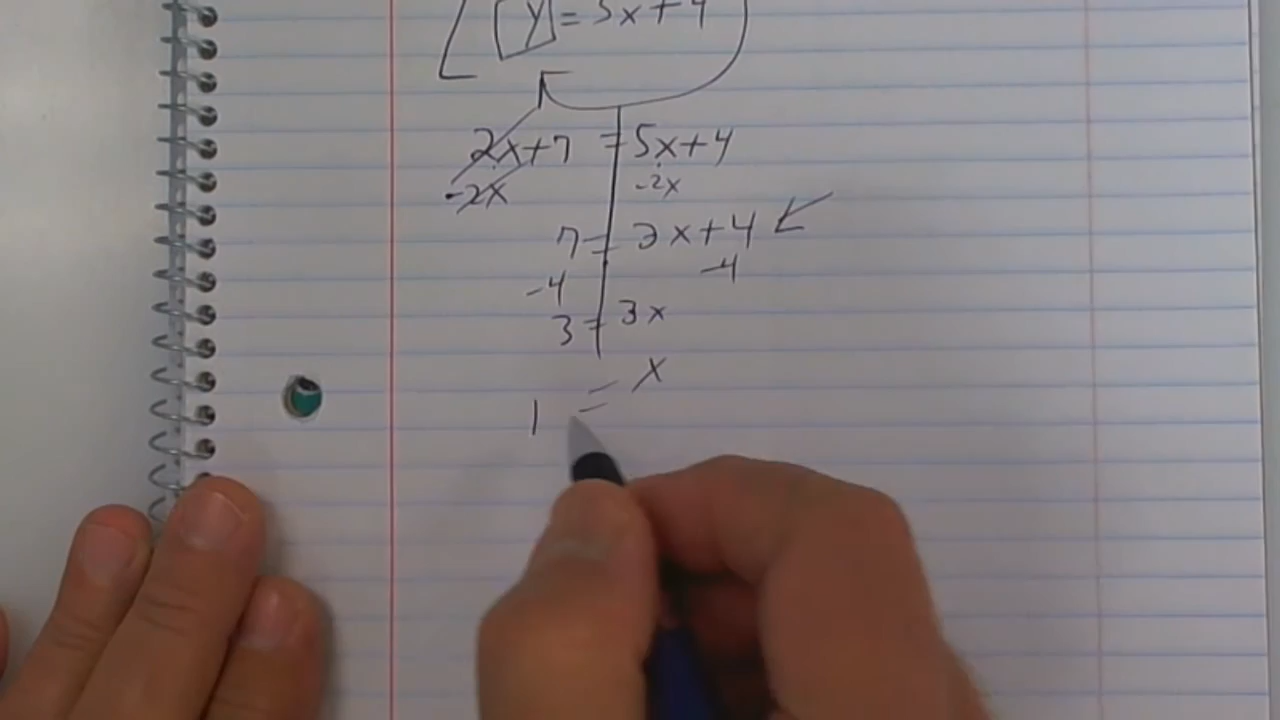 y = 5x+4
2x+7 = 5x+4
-2x -2x
7 = 3x+4
-4 -4
3 = 3x
1 = x